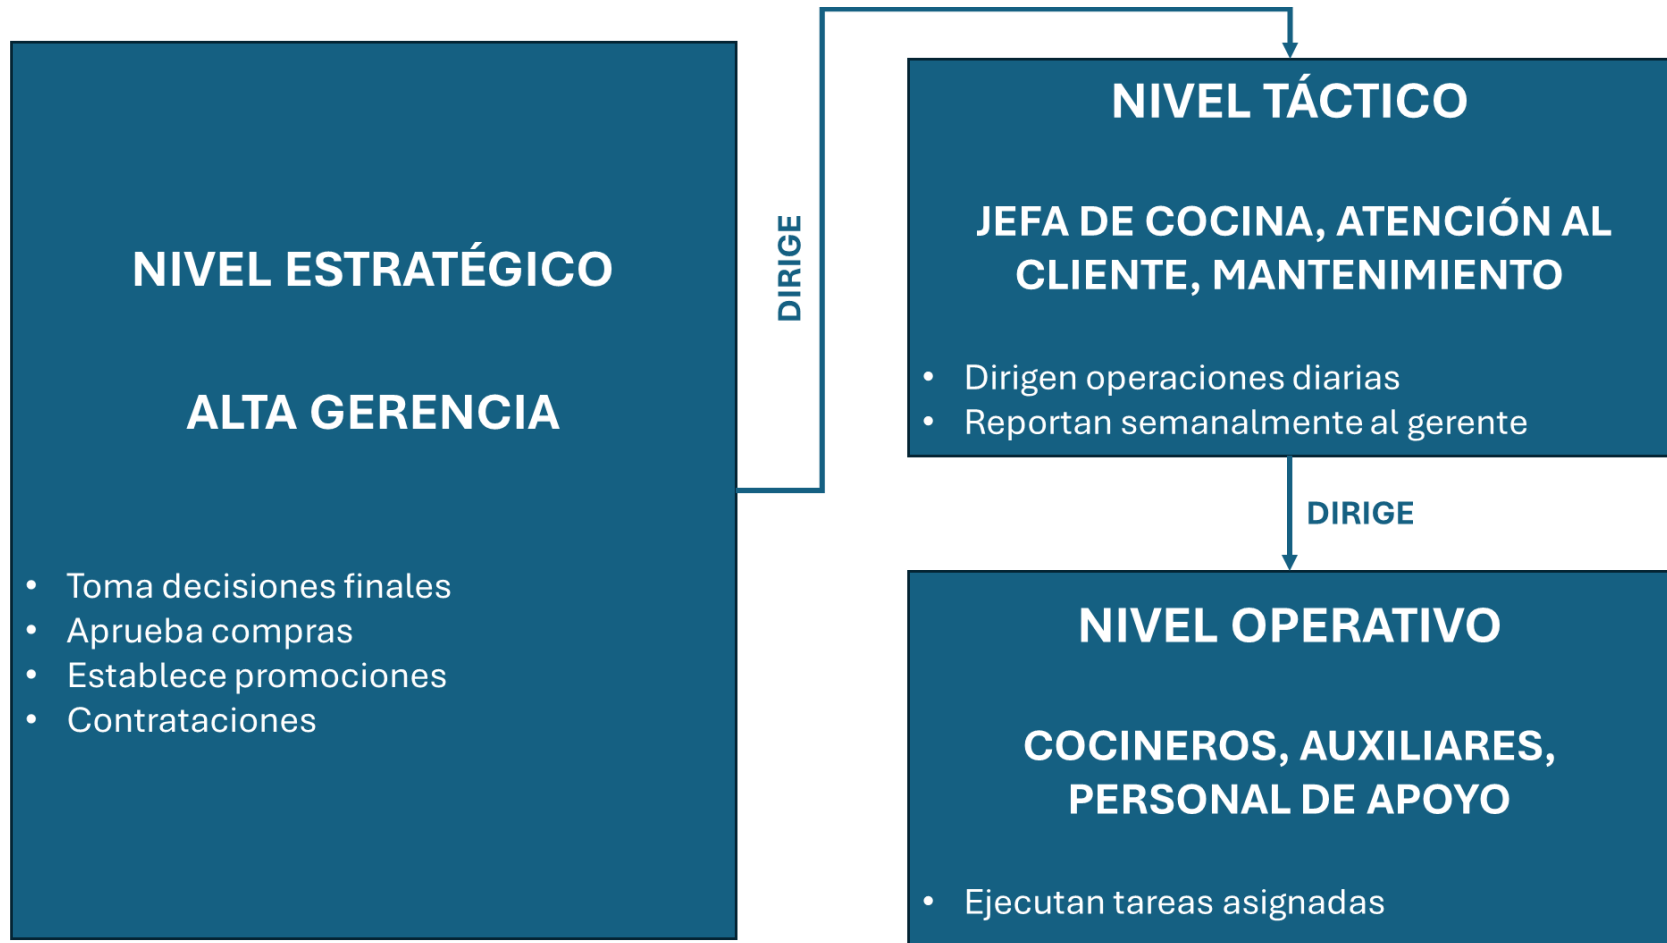 NIVEL ESTRATÉGICO
ALTA GERENCIA
• Toma decisiones finales
• Aprueba compras
• Establece promociones
• Contrataciones
DIRIGE
NIVEL TÁCTICO
JEFA DE COCINA, ATENCIÓN AL
CLIENTE, MANTENIMIENTO
• Dirigen operaciones diarias
• Reportan semanalmente al gerente
DIRIGE
NIVEL OPERATIVO
COCINEROS, AUXILIARES,
PERSONAL DE APOYO
• Ejecutan tareas asignadas